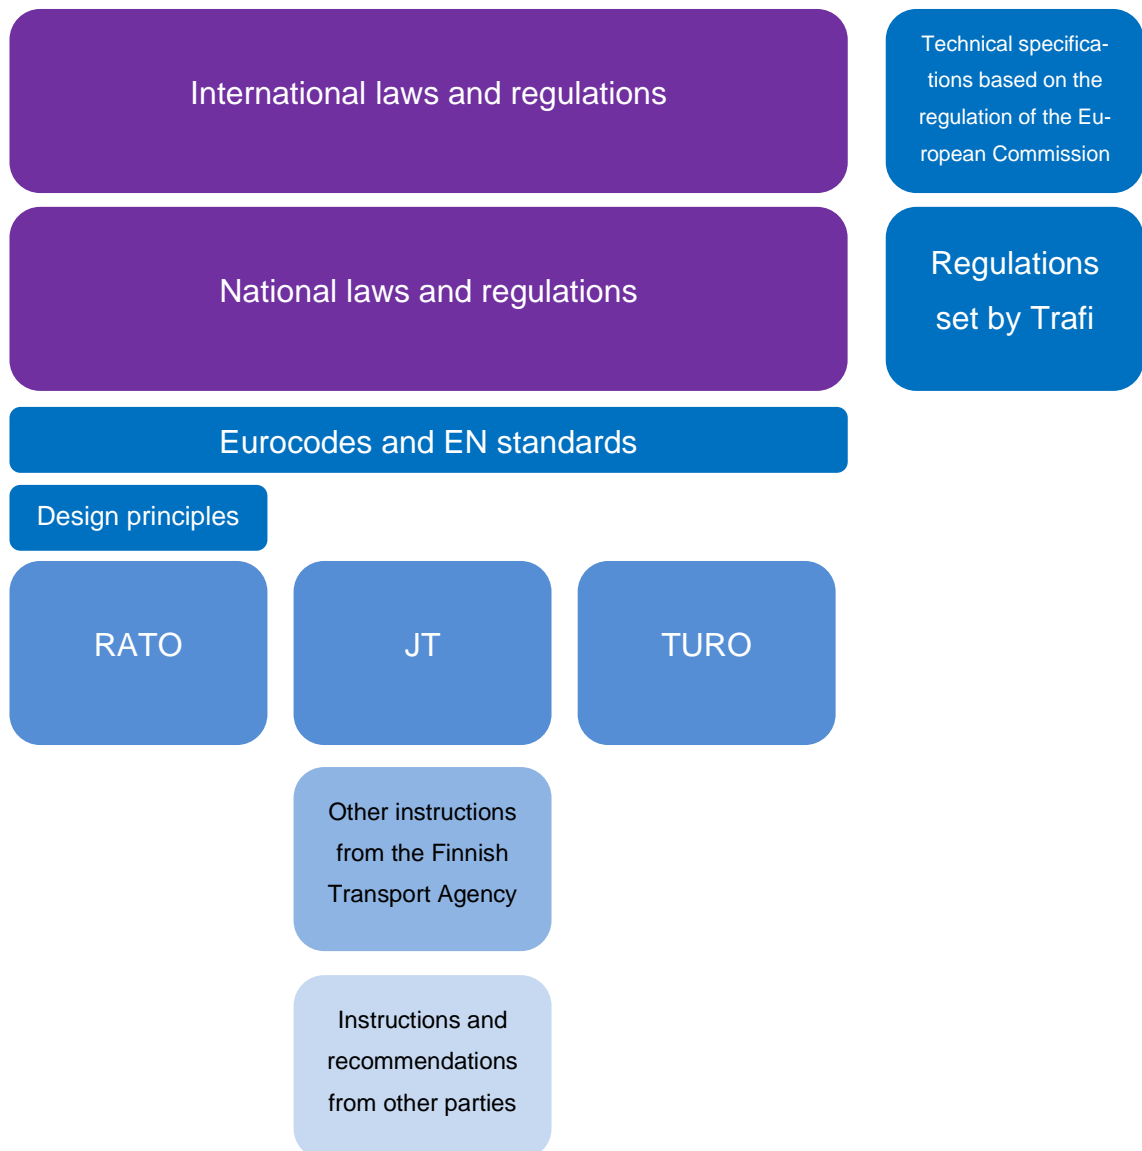 International laws and regulations
Technical specifica-
tions based on the
regulation of the Eu-
ropean Commission
National laws and regulations
Regulations
set by Trafi
Eurocodes and EN standards
Design principles
RATO
JT
TURO
Other instructions
from the Finnish
Transport Agency
Instructions and
recommendations
from other parties